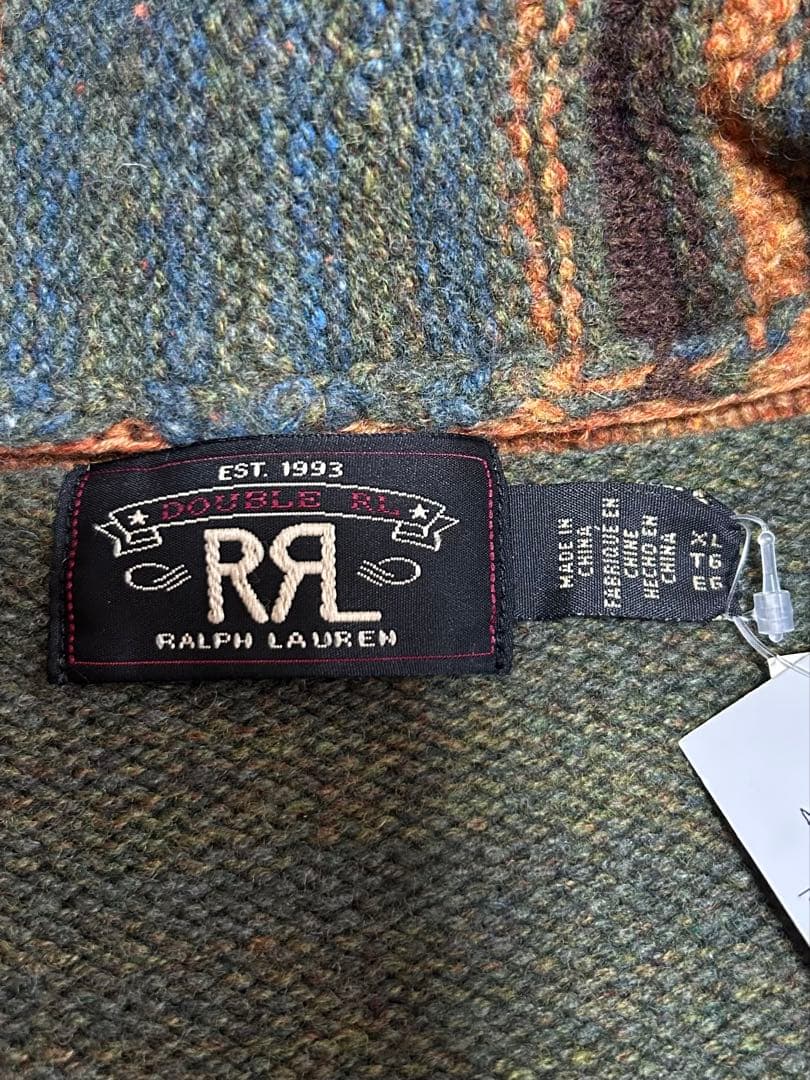 EST. 1993
DOUBLE RL
RRL
RALPH LAUREN
MADE IN
CHINA
FABRIQUE EN
CHINE
HECHO EN
CHINA
XL
TG
EG